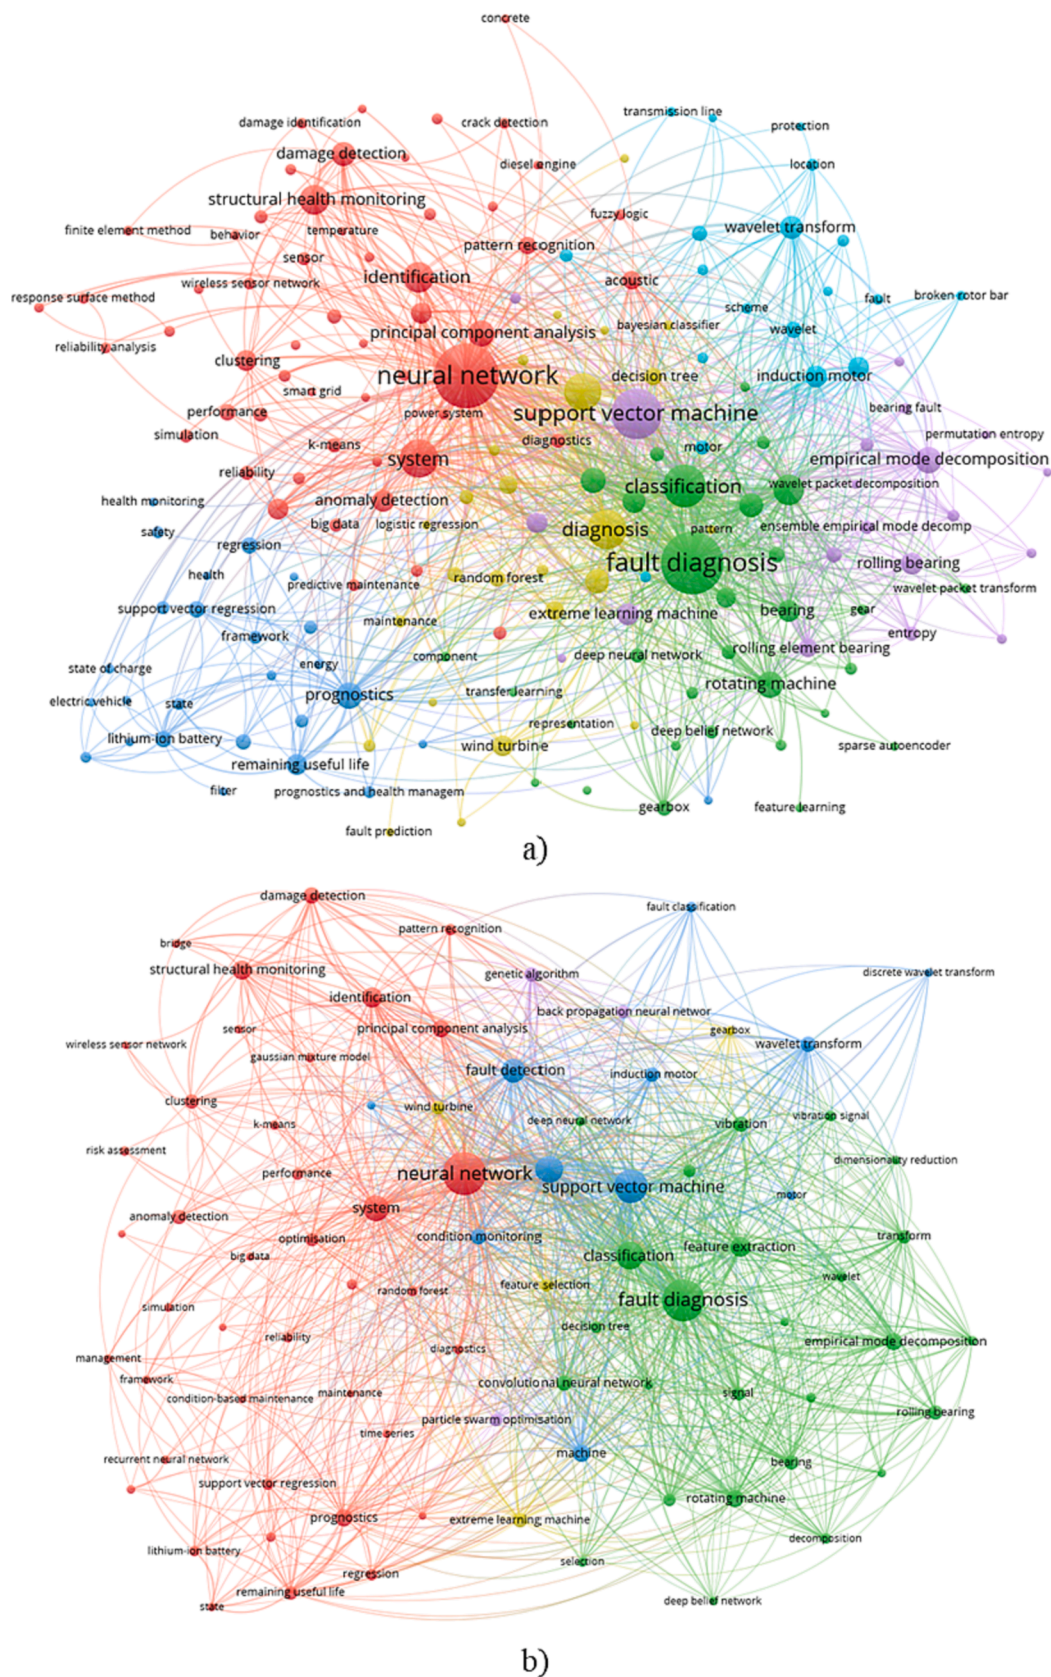 concrete
transmission line
damage identification
crack detection
protection
damage detection
diesel engine
location
structural health monitoring
fuzzy logic
finite element method
behavior
temperature
pattern recognition
wavelet transform
sensor
identification
acoustic
wireless sensor network
response surface method
fault
broken rotor bar
scheme
principal component analysis
bayesian classifier
wavelet
reliability analysis
clustering
neural network
decision tree
induction motor
smart grid
performance
power system
support vector machine
bearing fault
simulation
k-means
diagnostics
motor
permutation entropy
system
empirical mode decomposition
reliability
classification
wavelet packet decomposition
health monitoring
anomaly detection
safety
big data
logistic regression
diagnosis
pattern
ensemble empirical mode decomp
regression
fault diagnosis
rolling bearing
health
predictive maintenance
random forest
wavelet packet transform
support vector regression
maintenance
extreme learning machine
bearing
gear
framework
entropy
state of charge
energy
component
deep neural network
rolling element bearing
electric vehicle
state
prognostics
transfer learning
rotating machine
lithium-ion battery
representation
deep belief network
wind turbine
sparse autoencoder
remaining useful life
filter
prognostics and health managem
gearbox
feature learning
fault prediction
a)
damage detection
fault classification
bridge
pattern recognition
structural health monitoring
genetic algorithm
discrete wavelet transform
identification
back propagation neural networ
sensor
principal component analysis
gearbox
wireless sensor network
wavelet transform
gaussian mixture model
fault detection
induction motor
clustering
wind turbine
vibration signal
k-means
deep neural network
vibration
risk assessment
dimensionality reduction
performance
neural network
support vector machine
motor
system
anomaly detection
optimisation
condition monitoring
transform
big data
classification
feature extraction
random forest
feature selection
wavelet
simulation
fault diagnosis
reliability
decision tree
empirical mode decomposition
management
diagnostics
framework
convolutional neural network
condition-based maintenance
maintenance
signal
rolling bearing
particle swarm optimisation
time series
recurrent neural network
machine
bearing
support vector regression
rotating machine
prognostics
extreme learning machine
decomposition
lithium-ion battery
selection
regression
remaining useful life
deep belief network
state
b)